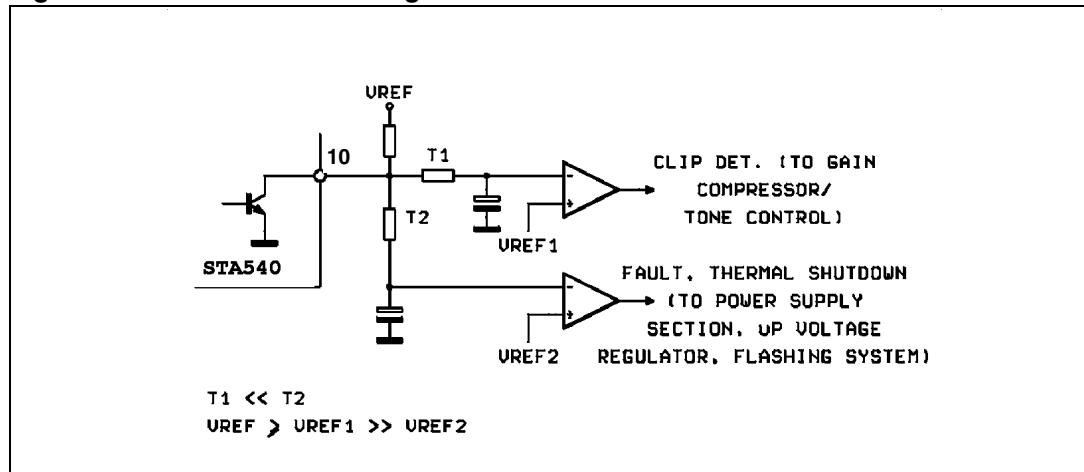 VREF
10
T1
CLIP DET. (TO GAIN
COMPRESSOR/
TONE CONTROL)
T2
VREF1
STA540
FAULT, THERMAL SHUTDOWN
(TO POWER SUPPLY
SECTION, uP VOLTAGE
REGULATOR, FLASHING SYSTEM)
VREF2
T1 << T2
VREF > VREF1 >> VREF2